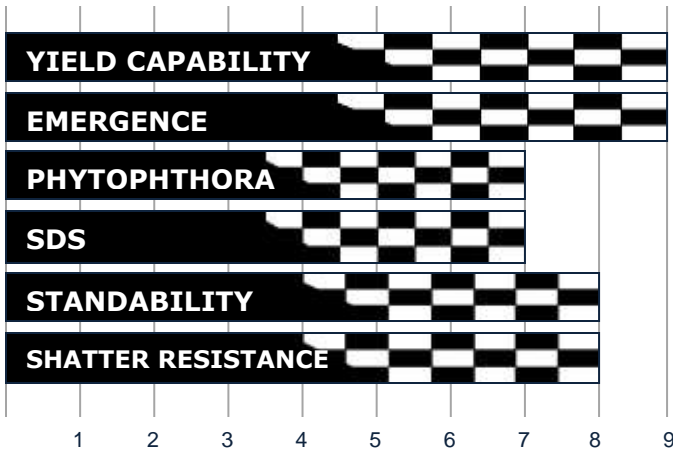 YIELD CAPABILITY
EMERGENCE
PHYTOPHTHORA
SDS
STANDABILITY
SHATTER RESISTANCE
1 2 3 4 5 6 7 8 9